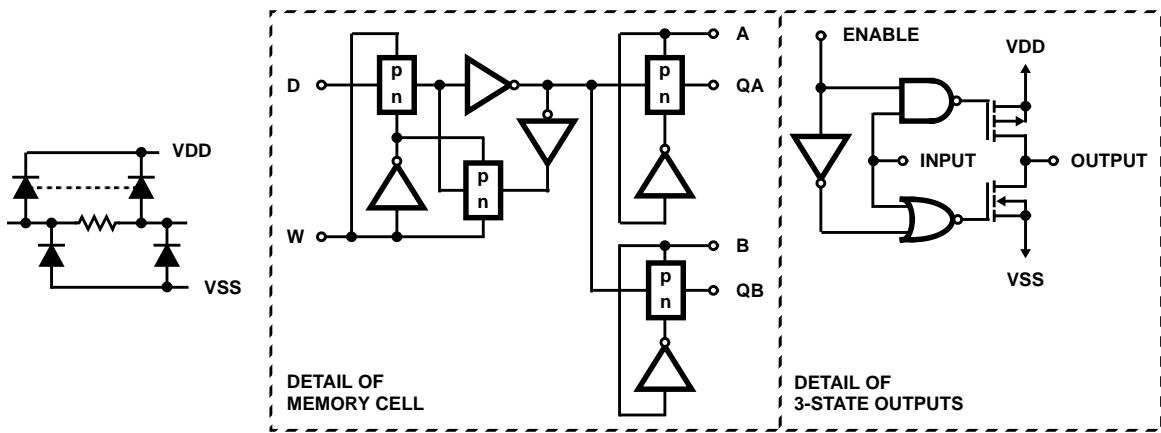 VDD
VSS
D
W
p
n
p
n
p
n
A
QA
p
n
B
QB
DETAIL OF
MEMORY CELL
ENABLE
VDD
INPUT
OUTPUT
VSS
DETAIL OF
3-STATE OUTPUTS